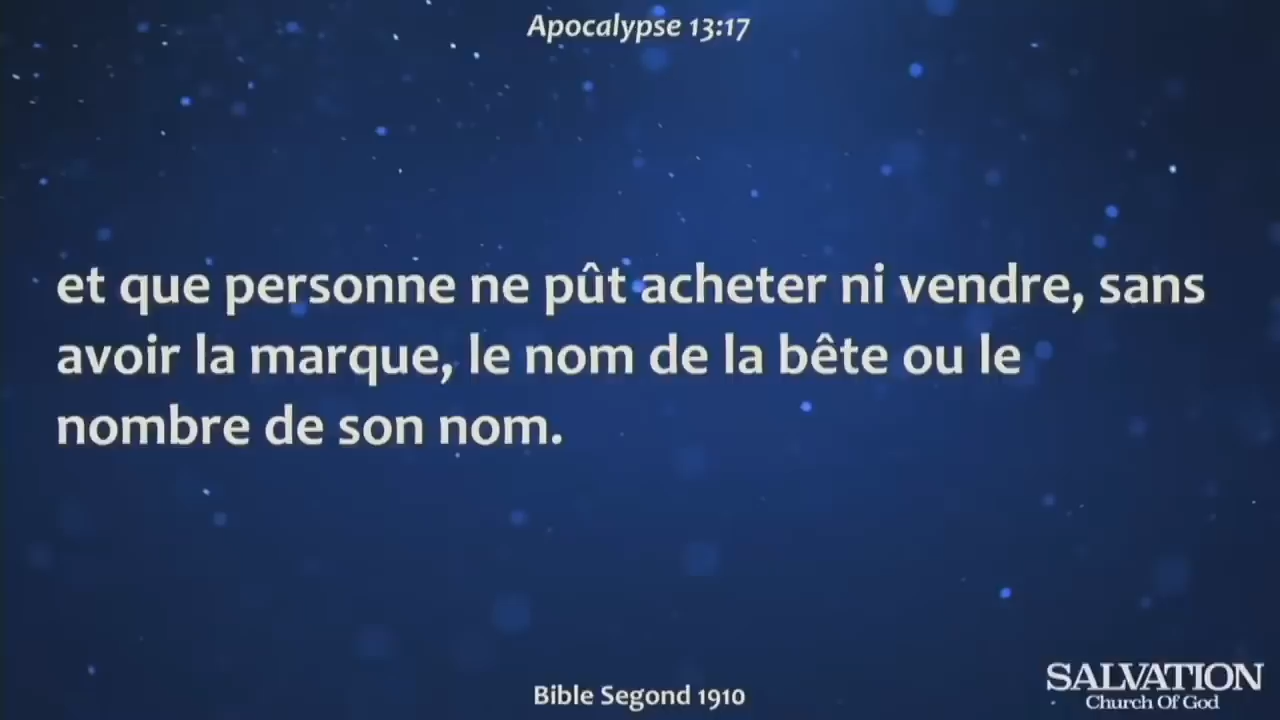 Apocalypse 13:17
et que personne ne pût acheter ni vendre, sans
avoir la marque, le nom de la bête ou le
nombre de son nom.
Bible Segond 1910
SALVATION
Church Of God